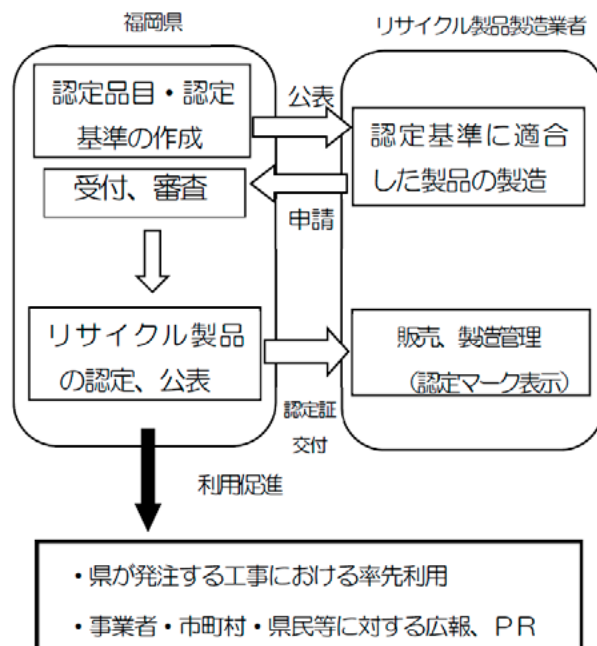 福岡県
リサイクル製品製造業者
認定品目・認定
基準の作成
公表
認定基準に適合
した製品の製造
受付、審査
申請
リサイクル製品
の認定、公表
販売、製造管理
（認定マーク表示）
認定証
交付
利用促進
・県が発注する工事における率先利用
・事業者・市町村・県民等に対する広報、ＰＲ